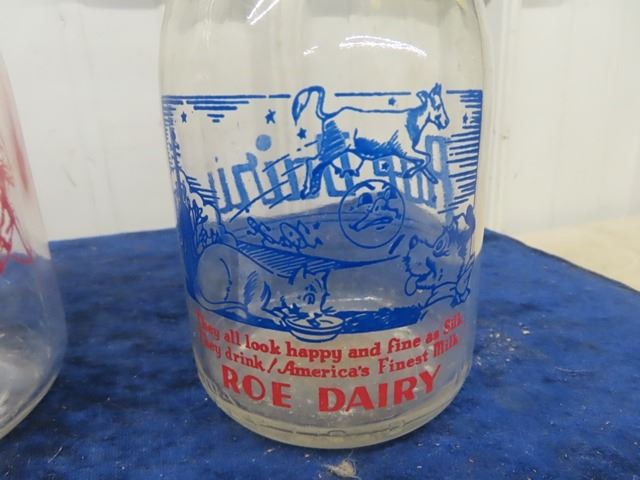 They all look happy and fine as Silk
They drink/America's Finest Milk
ROE DAIRY